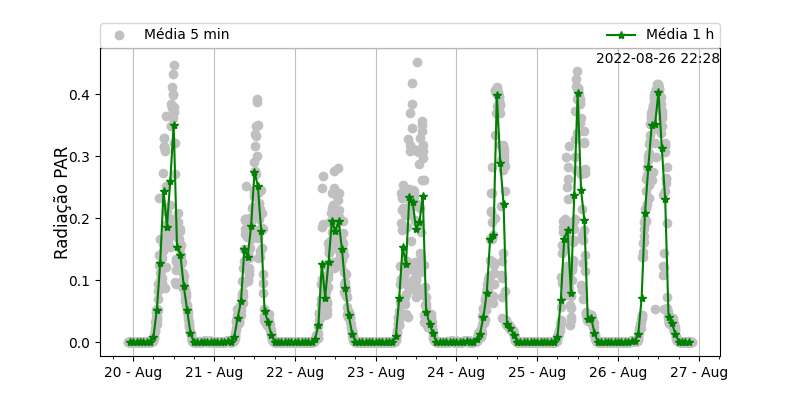 Média 5 min
Média 1 h
2022-08-26 22:28
Radiação PAR
0.4
0.3
0.2
0.1
0.0
20 - Aug
21 - Aug
22 - Aug
23 - Aug
24 - Aug
25 - Aug
26 - Aug
27 - Aug